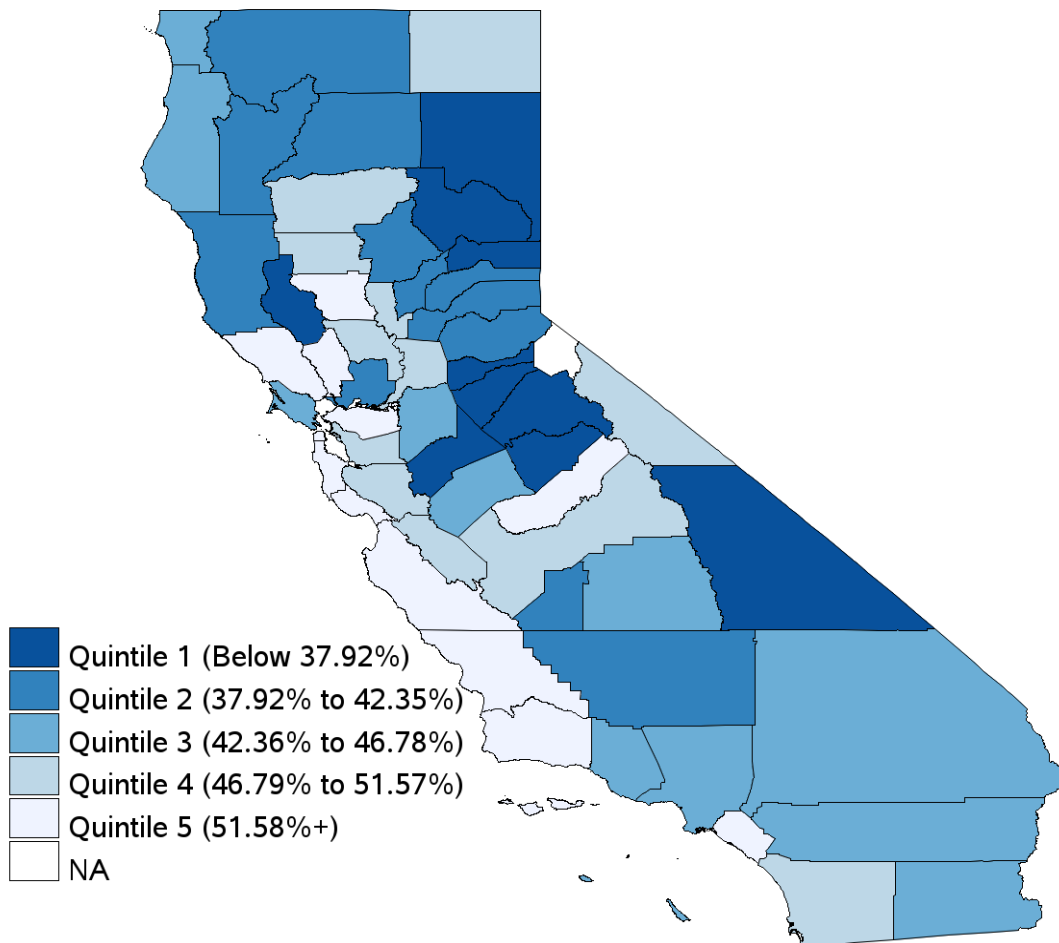 Quintile 1 (Below 37.92%)
Quintile 2 (37.92% to 42.35%)
Quintile 3 (42.36% to 46.78%)
Quintile 4 (46.79% to 51.57%)
Quintile 5 (51.58%+)
NA